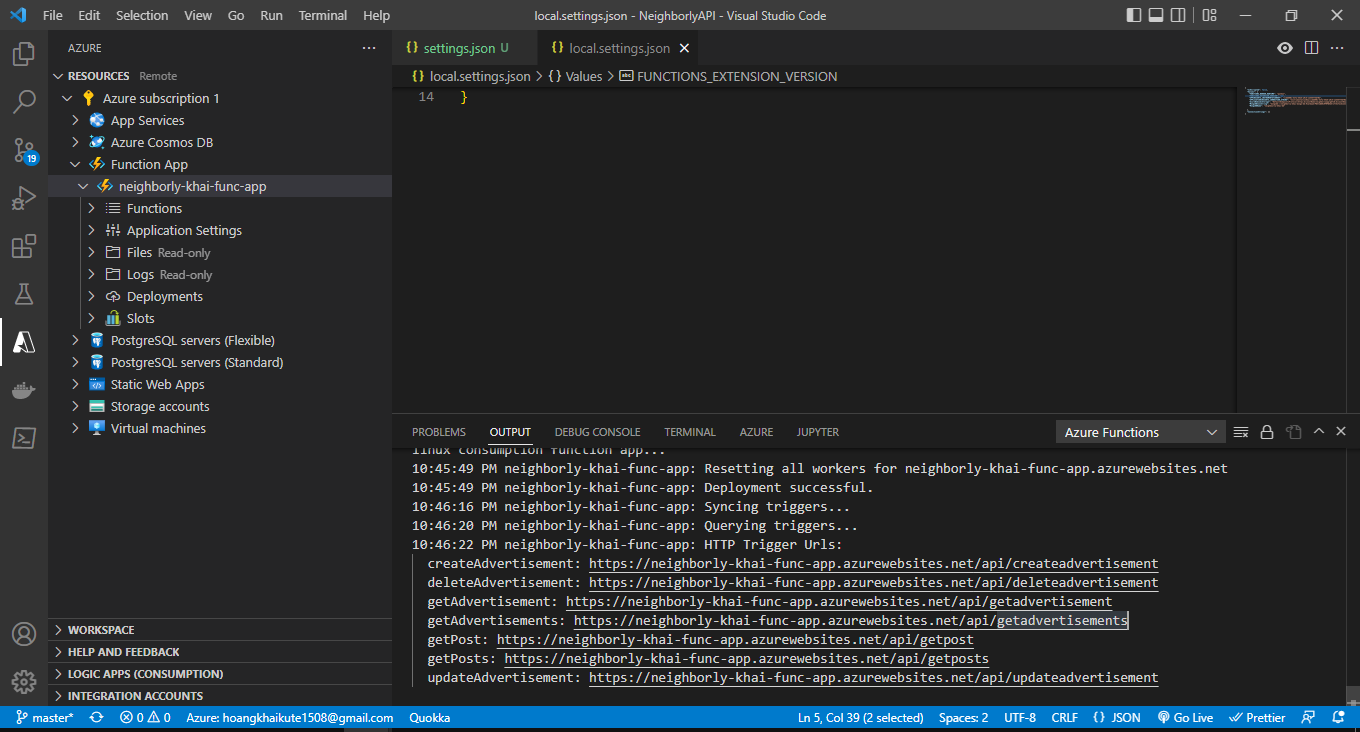 File Edit Selection View Go Run Terminal Help
local.settings.json - NeighborlyAPI - Visual Studio Code
AZURE
settings.json U
local.settings.json
RESOURCES Remote
local.settings.json > {} Values > FUNCTIONS_EXTENSION_VERSION
14 }
Azure subscription 1
App Services
Azure Cosmos DB
19
Function App
neighborly-khai-func-app
Functions
Application Settings
Files Read-only
Logs Read-only
Deployments
Slots
PostgreSQL servers (Flexible)
PostgreSQL servers (Standard)
Static Web Apps
Storage accounts
Virtual machines
WORKSPACE
HELP AND FEEDBACK
LOGIC APPS (CONSUMPTION)
INTEGRATION ACCOUNTS
PROBLEMS OUTPUT DEBUG CONSOLE TERMINAL AZURE JUPYTER
Azure Functions
linux consumption function app...
10:45:49 PM neighborly-khai-func-app: Resetting all workers for neighborly-khai-func-app.azurewebsites.net
10:45:49 PM neighborly-khai-func-app: Deployment successful.
10:46:16 PM neighborly-khai-func-app: Syncing triggers...
10:46:20 PM neighborly-khai-func-app: Querying triggers...
10:46:22 PM neighborly-khai-func-app: HTTP Trigger Urls:
createAdvertisement: https://neighborly-khai-func-app.azurewebsites.net/api/createadvertisement
deleteAdvertisement: https://neighborly-khai-func-app.azurewebsites.net/api/deleteadvertisement
getAdvertisement: https://neighborly-khai-func-app.azurewebsites.net/api/getadvertisement
getAdvertisements: https://neighborly-khai-func-app.azurewebsites.net/api/getadvertisements
getPost: https://neighborly-khai-func-app.azurewebsites.net/api/getpost
getPosts: https://neighborly-khai-func-app.azurewebsites.net/api/getposts
updateAdvertisement: https://neighborly-khai-func-app.azurewebsites.net/api/updateadvertisement
master* 0 0 Azure: hoangkhaikute1508@gmail.com Quokka Ln 5, Col 39 (2 selected) Spaces: 2 UTF-8 CRLF {} JSON Go Live Prettier